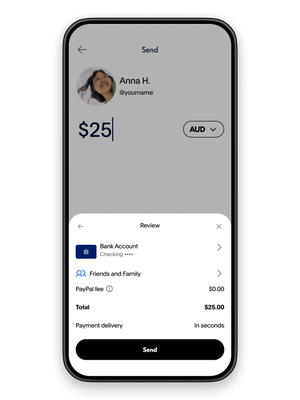 Send
Anna H.
@yourname
$25
AUD
Review
Bank Account
Checking ••••
Friends and Family
PayPal fee
$0.00
Total
$25.00
Payment delivery
In seconds
Send